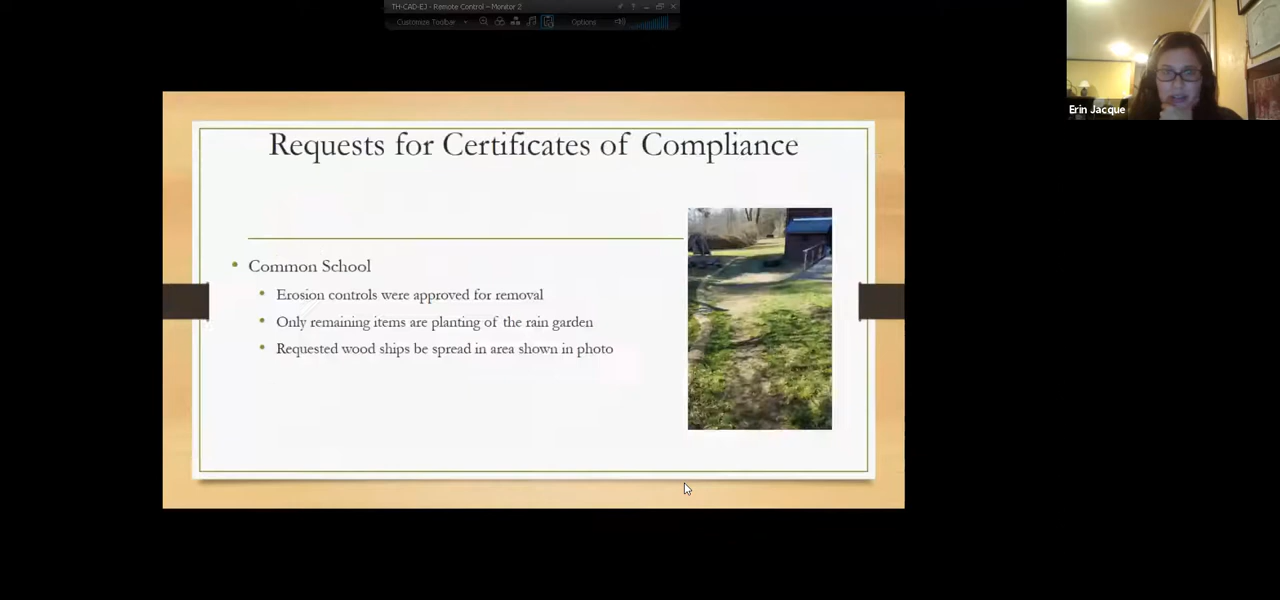 TH-CAD-EJ - Remote Control – Monitor 2
Customize Toolbar
Options
Erin Jacque
Requests for Certificates of Compliance
Common School
Erosion controls were approved for removal
Only remaining items are planting of the rain garden
Requested wood ships be spread in area shown in photo